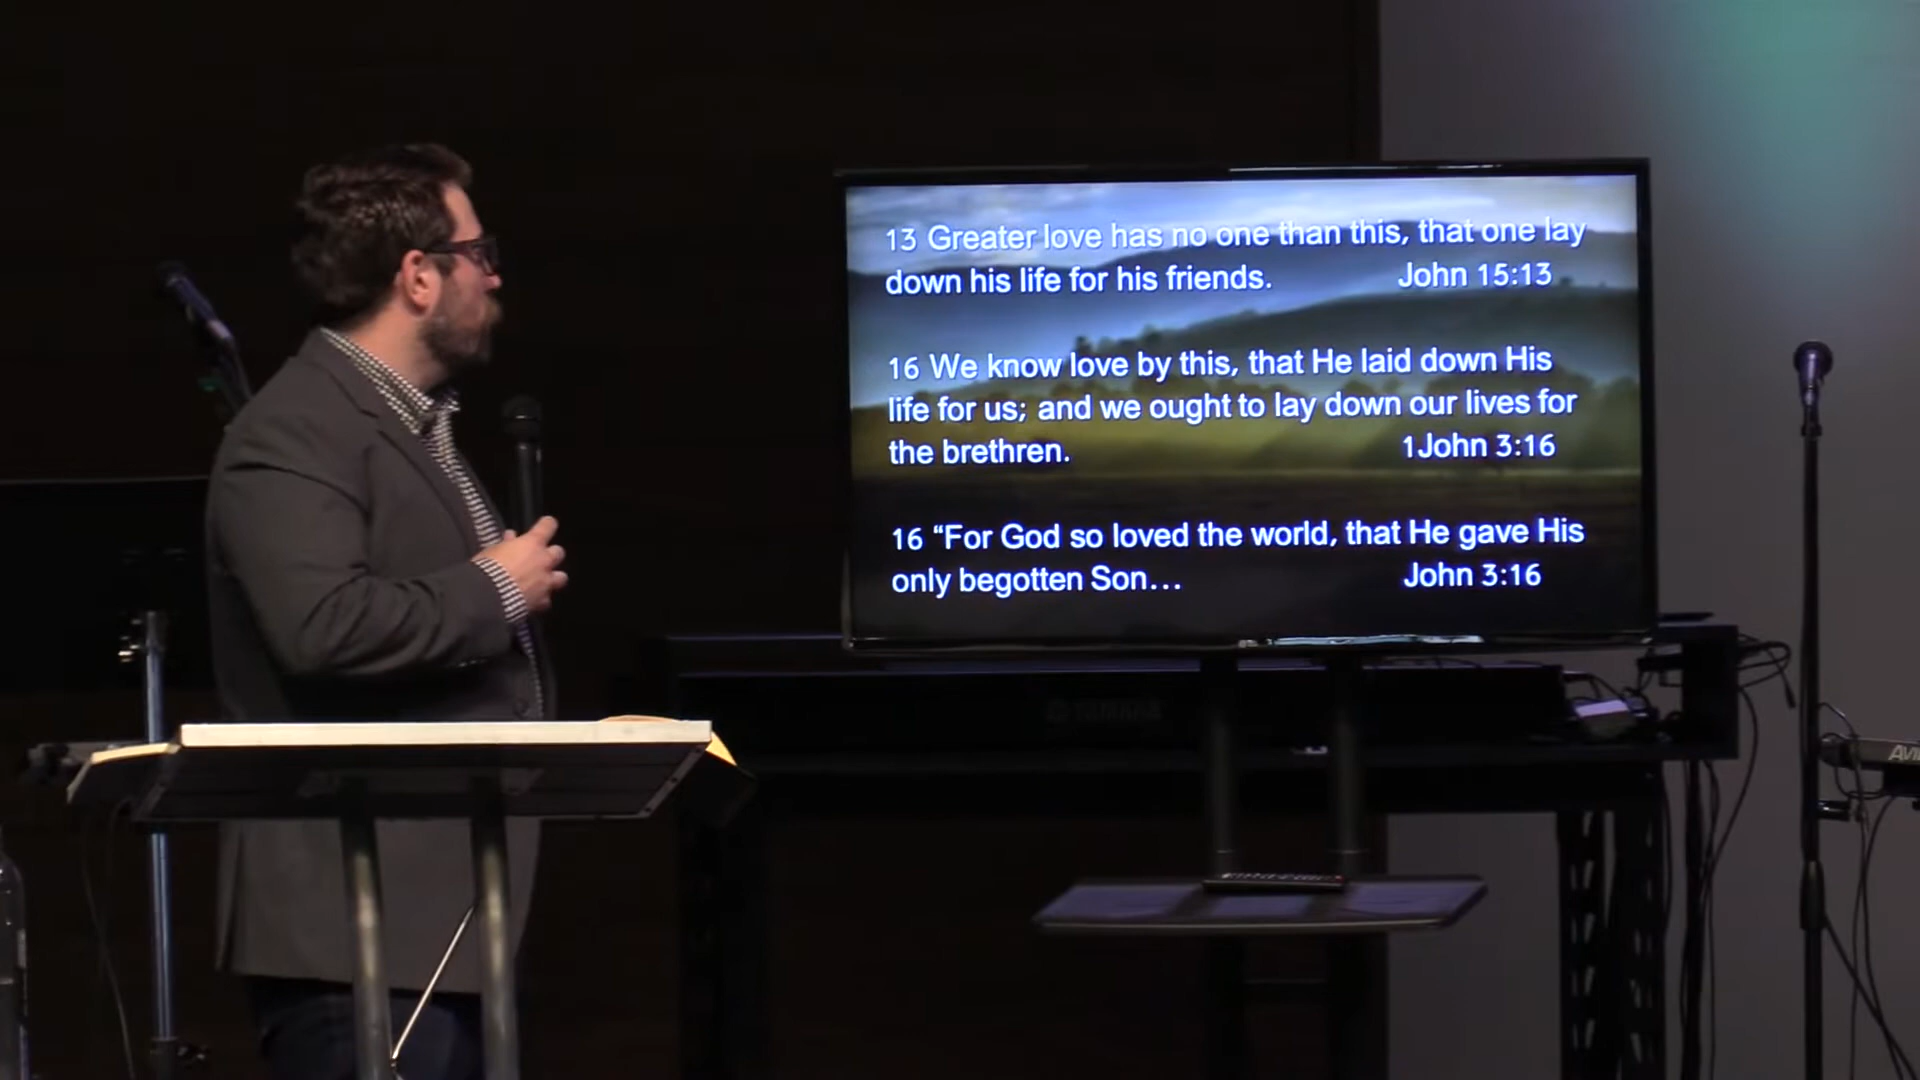 13 Greater love has no one than this, that one lay
down his life for his friends. John 15:13
16 We know love by this, that He laid down His
life for us; and we ought to lay down our lives for
the brethren. 1John 3:16
16 “For God so loved the world, that He gave His
only begotten Son… John 3:16
YAMAHA